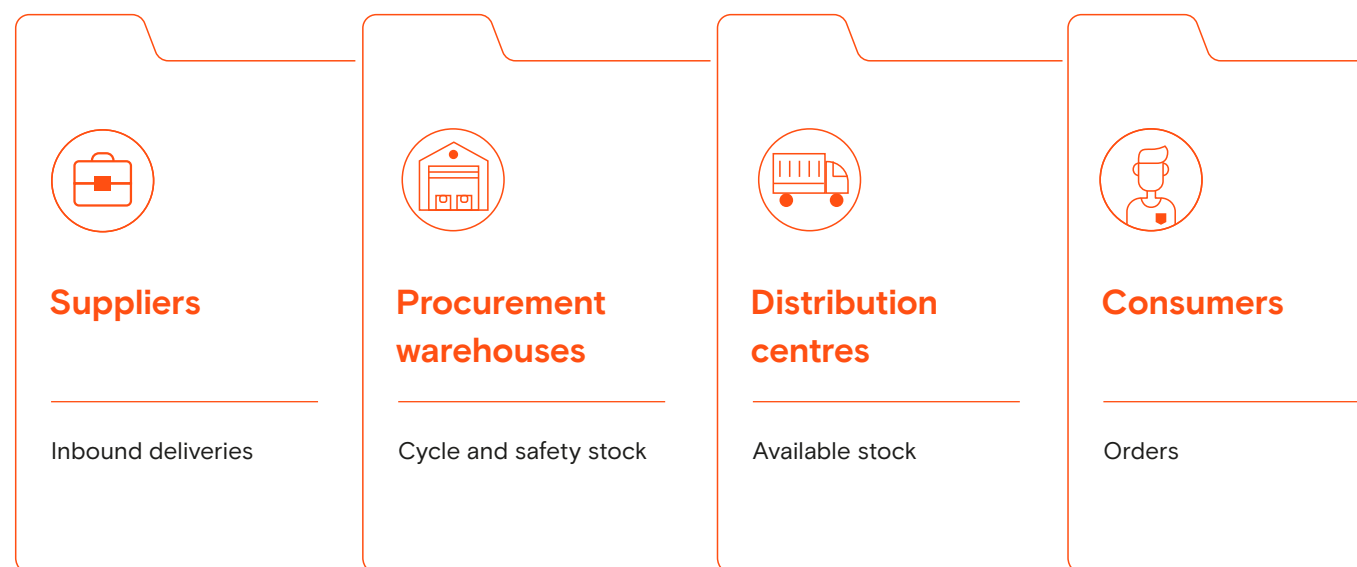 Suppliers
Inbound deliveries
Procurement
warehouses
Cycle and safety stock
Distribution
centres
Available stock
Consumers
Orders